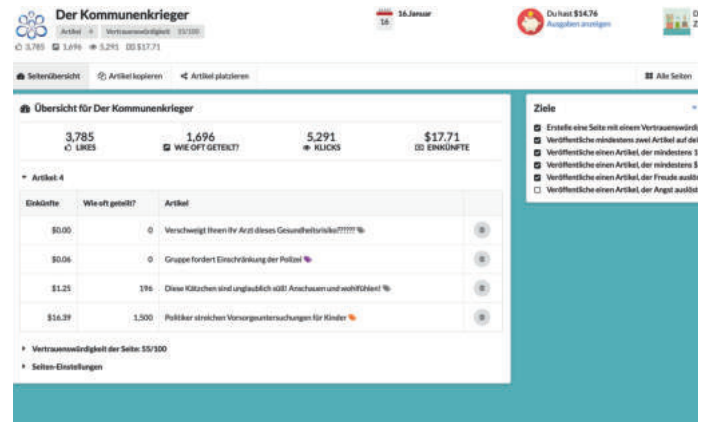 Der Kommunenkrieger
Artikel 4 Vertrauenswürdigkeit 55/100
3,785 1,696 5,291 $17.71
16
16. Januar
Du hast $14.76
Ausgaben anzeigen
Seitenübersicht Artikel kopieren Artikel platzieren Alle Seiten
Übersicht für Der Kommunenkrieger
3,785 1,696 5,291 $17.71
LIKES WIE OFT GETEILT? KLICKS EINKÜNFTE
Artikel: 4
Einkünfte Wie oft geteilt? Artikel
$0.00 0 Verschweigt Ihnen Ihr Arzt dieses Gesundheitsrisiko??????
$0.06 0 Gruppe fordert Einschränkung der Polizei
$1.25 196 Diese Kätzchen sind unglaublich süß! Anschauen und wohlfühlen!
$16.39 1,500 Politiker streichen Vorsorgeuntersuchungen für Kinder
Vertrauenswürdigkeit der Seite: 55/100
Seiten-Einstellungen
Ziele
Erstelle eine Seite mit einem Vertrauenswürdi
Veröffentliche mindestens zwei Artikel auf dei
Veröffentliche einen Artikel, der mindestens 1
Veröffentliche einen Artikel, der mindestens $
Veröffentliche einen Artikel, der Freude auslös
Veröffentliche einen Artikel, der Angst auslöst